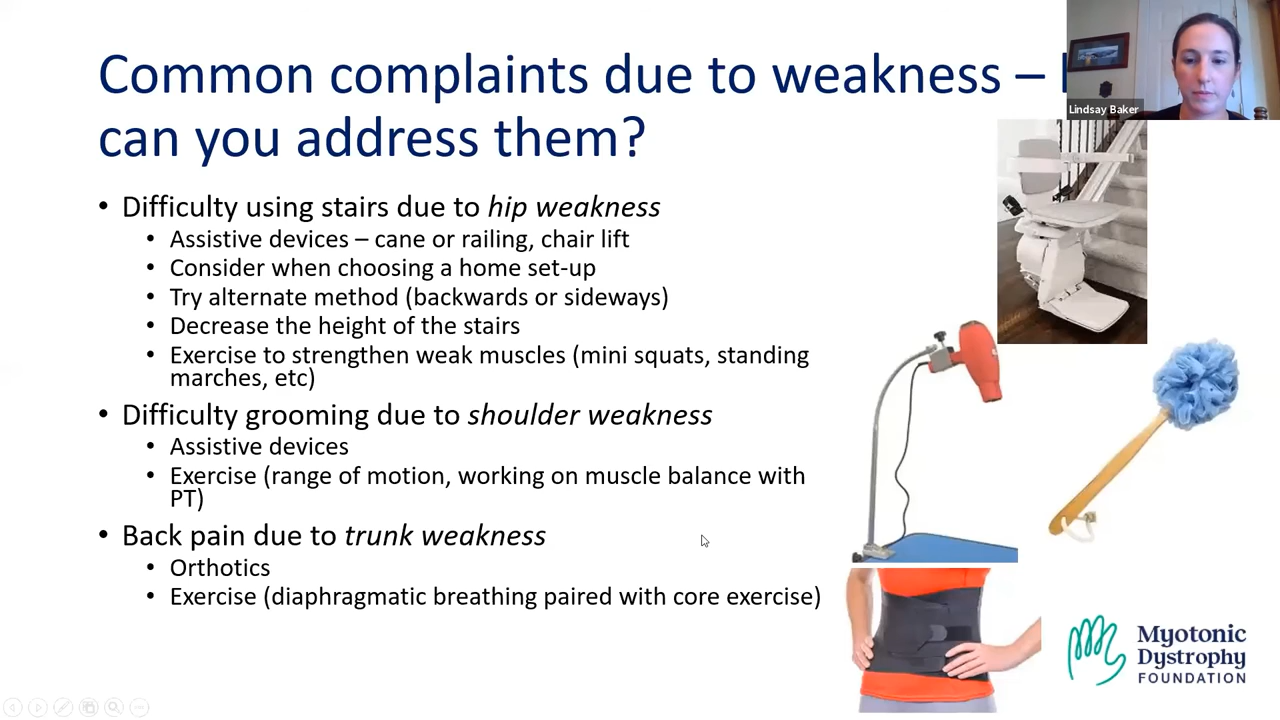 Common complaints due to weakness –
can you address them?
Lindsay Baker
• Difficulty using stairs due to hip weakness
• Assistive devices – cane or railing, chair lift
• Consider when choosing a home set-up
• Try alternate method (backwards or sideways)
• Decrease the height of the stairs
• Exercise to strengthen weak muscles (mini squats, standing
marches, etc)
• Difficulty grooming due to shoulder weakness
• Assistive devices
• Exercise (range of motion, working on muscle balance with
PT)
• Back pain due to trunk weakness
• Orthotics
• Exercise (diaphragmatic breathing paired with core exercise)
Myotonic
Dystrophy
FOUNDATION